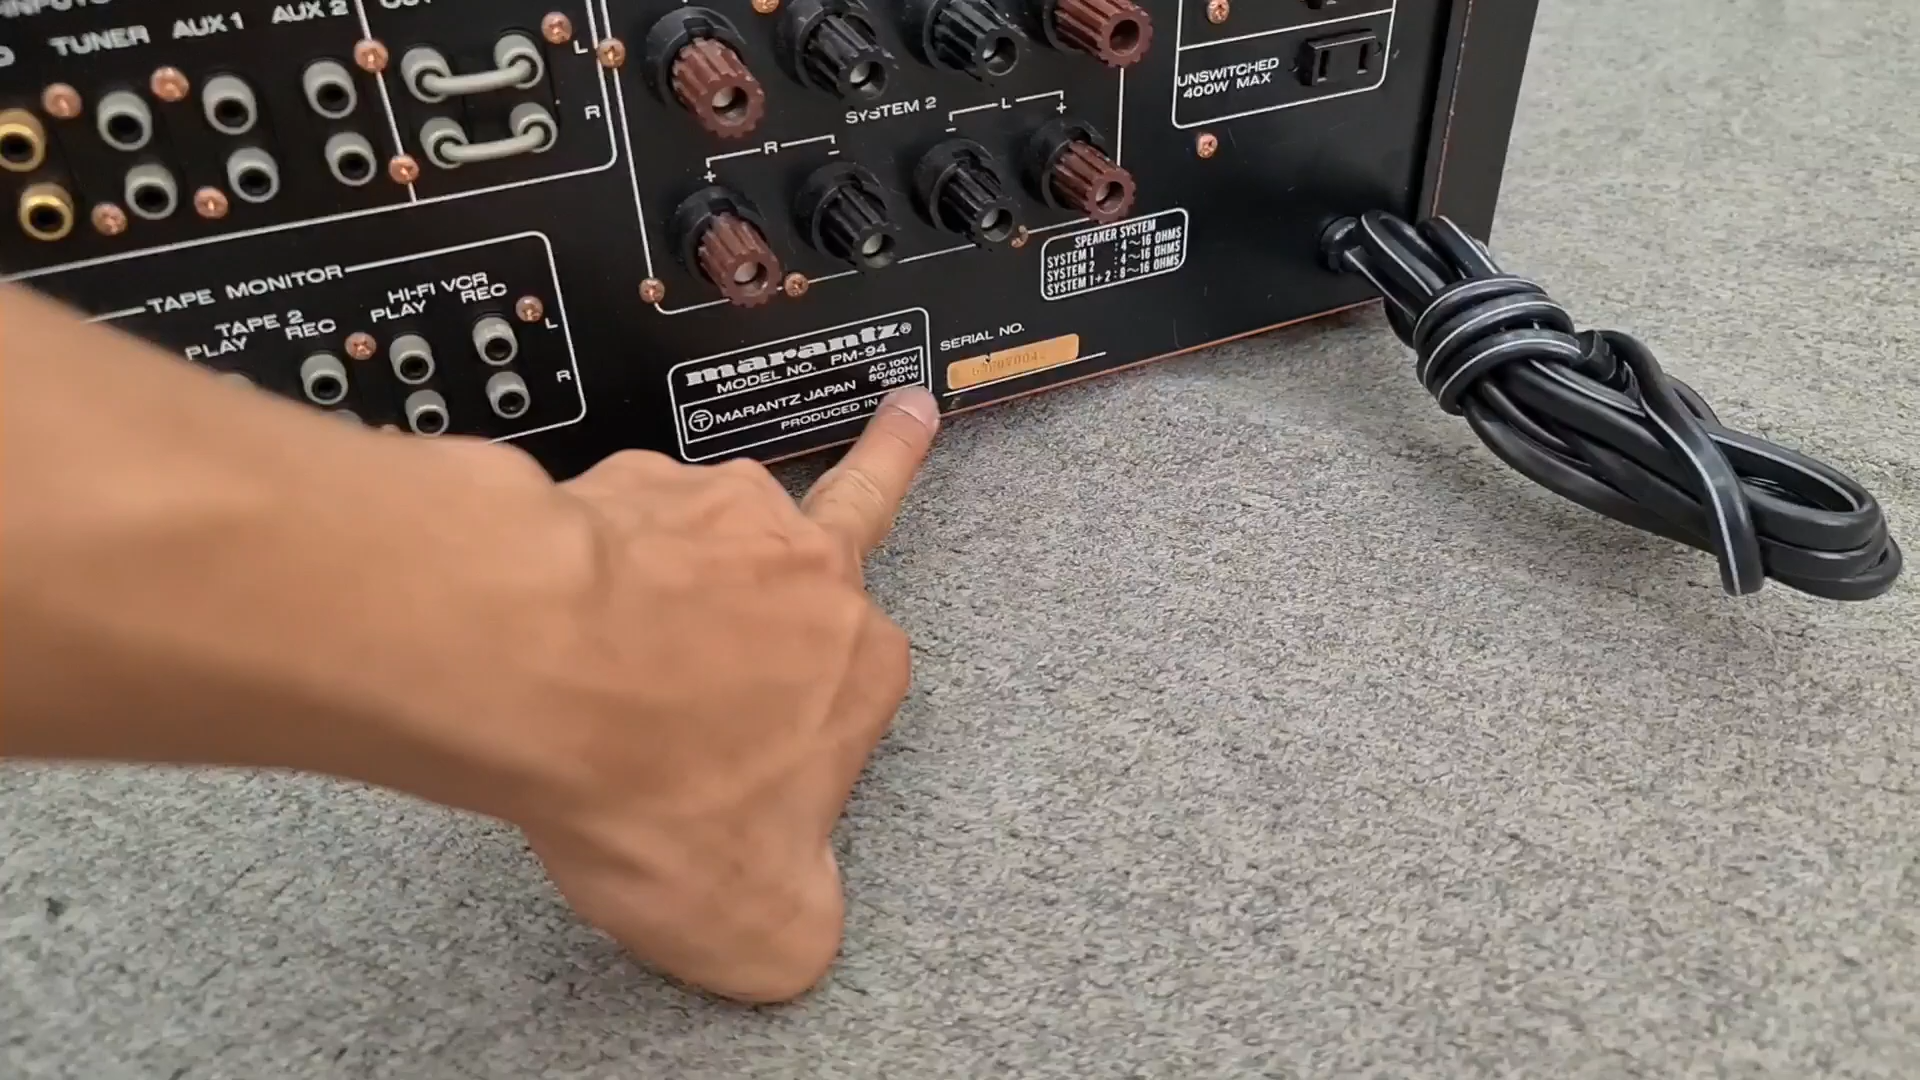 TUNER
AUX 1
AUX 2
L
R
SYSTEM 2
R
L
+
-
-
+
UNSWITCHED
400W MAX
SPEAKER SYSTEM
SYSTEM 1 : 4~16 OHMS
SYSTEM 2 : 4~16 OHMS
SYSTEM 1+2 : 8~16 OHMS
TAPE MONITOR
TAPE 2
PLAY REC
HI-FI VCR
PLAY REC
L
R
marantz®
MODEL NO. PM-94
MARANTZ JAPAN
AC 100V
50/60Hz
390W
PRODUCED IN
SERIAL NO.